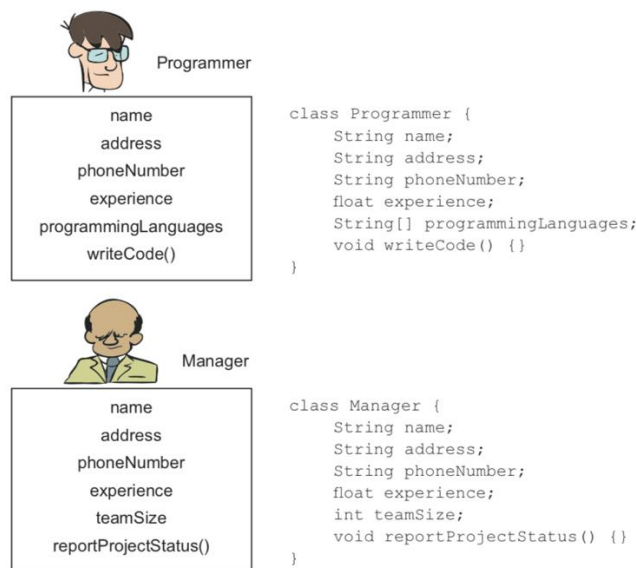 Programmer
name
address
phoneNumber
experience
programmingLanguages
writeCode()
class Programmer {
String name;
String address;
String phoneNumber;
float experience;
String[] programmingLanguages;
void writeCode() {}
}
Manager
name
address
phoneNumber
experience
teamSize
reportProjectStatus()
class Manager {
String name;
String address;
String phoneNumber;
float experience;
int teamSize;
void reportProjectStatus() {}
}